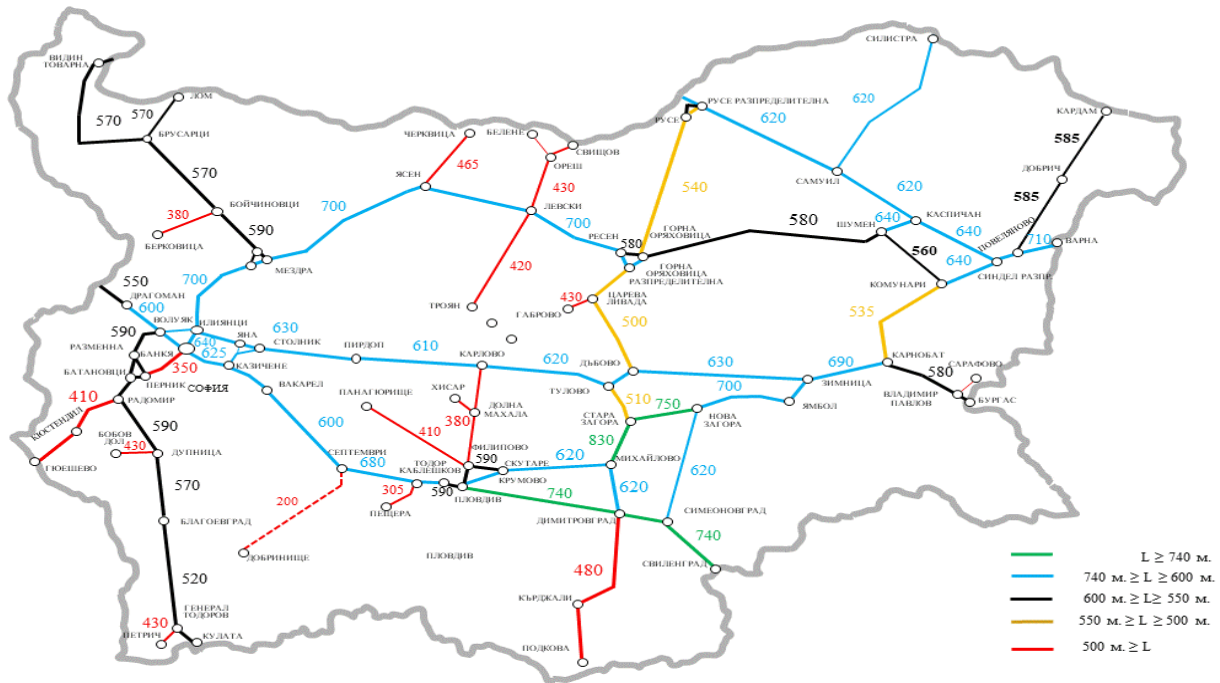 СИЛИСТРА
ВИДИН
ТОВАРНА
ЛОМ
570
570
БРУСАРЦИ
620
РУСЕ РАЗПРЕДЕЛИТЕЛНА
РУСЕ
620
КАРДАМ
ЧЕРКВИЦА
БЕЛЕНЕ
СВИЩОВ
ОРЕШ
585
465
ЯСЕН
570
430
540
САМУИЛ
ДОБРИЧ
585
620
БОЙЧИНОВЦИ
700
ЛЕВСКИ
380
БЕРКОВИЦА
700
580
ШУМЕН
640
КАСПИЧАН
640
ПОВЕЛЯНОВО
710
ВАРНА
590
МЕЗДРА
РЕСЕН
580
ГОРНА
ОРЯХОВИЦА
ГОРНА
ОРЯХОВИЦА
РАЗПРЕДЕЛИТЕЛНА
560
640
СИНДЕЛ РАЗПР.
КОМУНАРИ
550
700
420
ДРАГОМАН
600
ТРОЯН
430
ГАБРОВО
ЦАРЕВА
ЛИВАДА
535
ВОЛУЯК
ИЛИЯНЦИ
590
640
ЯНА
630
СТОЛНИК
500
РАЗМЕННА
БАНКЯ
625
350
КАЗИЧЕНЕ
ПИРДОП
610
КАРЛОВО
620
ДЪБОВО
630
690
КАРНОБАТ
САРАФОВО
580
БАТАНОВЦИ
ПЕРНИК
СОФИЯ
ВАКАРЕЛ
ТУЛОВО
700
ЗИМНИЦА
ВЛАДИМИР
ПАВЛОВ
БУРГАС
410
РАДОМИР
ПАНАГЮРИЩЕ
ХИСАР
ДОЛНА
МАХАЛА
510
750
ЯМБОЛ
СТАРА
ЗАГОРА
НОВА
ЗАГОРА
КЮСТЕНДИЛ
590
600
380
410
830
БОБОВ
ДОЛ
430
ДУПНИЦА
ГЮЕШЕВО
СЕПТЕМВРИ
680
ТОДОР
КАБЛЕШКОВ
ФИЛИПОВО
590
СКУТАРЕ
620
МИХАЙЛОВО
620
КРУМОВО
570
200
305
590
ПЛОВДИВ
740
620
ПЕЩЕРА
СИМЕОНОВГРАД
БЛАГОЕВГРАД
ДИМИТРОВГРАД
740
ДОБРИНИЩЕ
ПЛОВДИВ
СВИЛЕНГРАД
480
520
КЪРДЖАЛИ
ГЕНЕРАЛ
ТОДОРОВ
430
ПЕТРИЧ
КУЛАТА
ПОДКОВА
L ≥ 740 м.
740 м. ≥ L ≥ 600 м.
600 м. ≥ L≥ 550 м.
550 м. ≥ L ≥ 500 м.
500 м. ≥ L